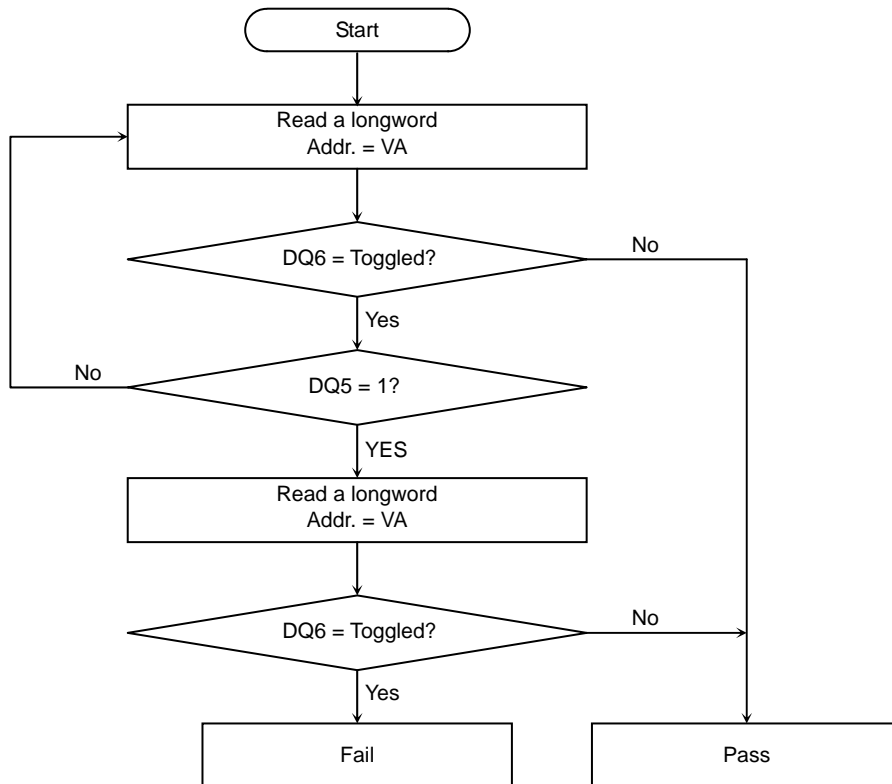 Start
Read a longword
Addr. = VA
DQ6 = Toggled?
No
Yes
No
DQ5 = 1?
YES
Read a longword
Addr. = VA
DQ6 = Toggled?
No
Yes
Fail
Pass